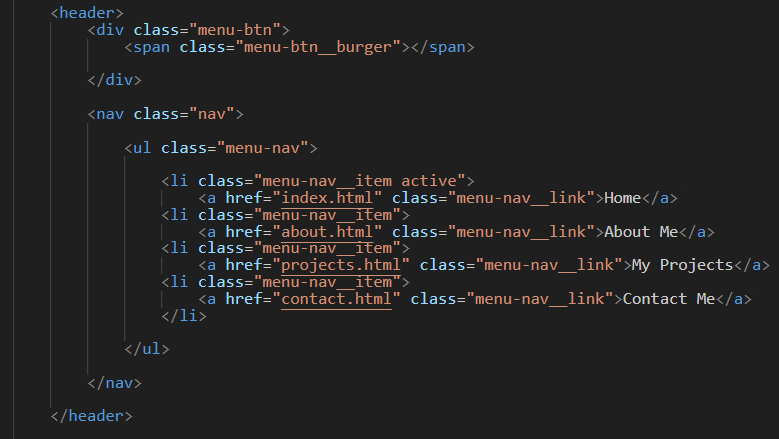 <header>
<div class="menu-btn">
<span class="menu-btn__burger"></span>
</div>
<nav class="nav">
<ul class="menu-nav">
<li class="menu-nav__item active">
<a href="index.html" class="menu-nav__link">Home</a>
<li class="menu-nav__item">
<a href="about.html" class="menu-nav__link">About Me</a>
<li class="menu-nav__item">
<a href="projects.html" class="menu-nav__link">My Projects</a>
<li class="menu-nav__item">
<a href="contact.html" class="menu-nav__link">Contact Me</a>
</li>
</ul>
</nav>
</header>